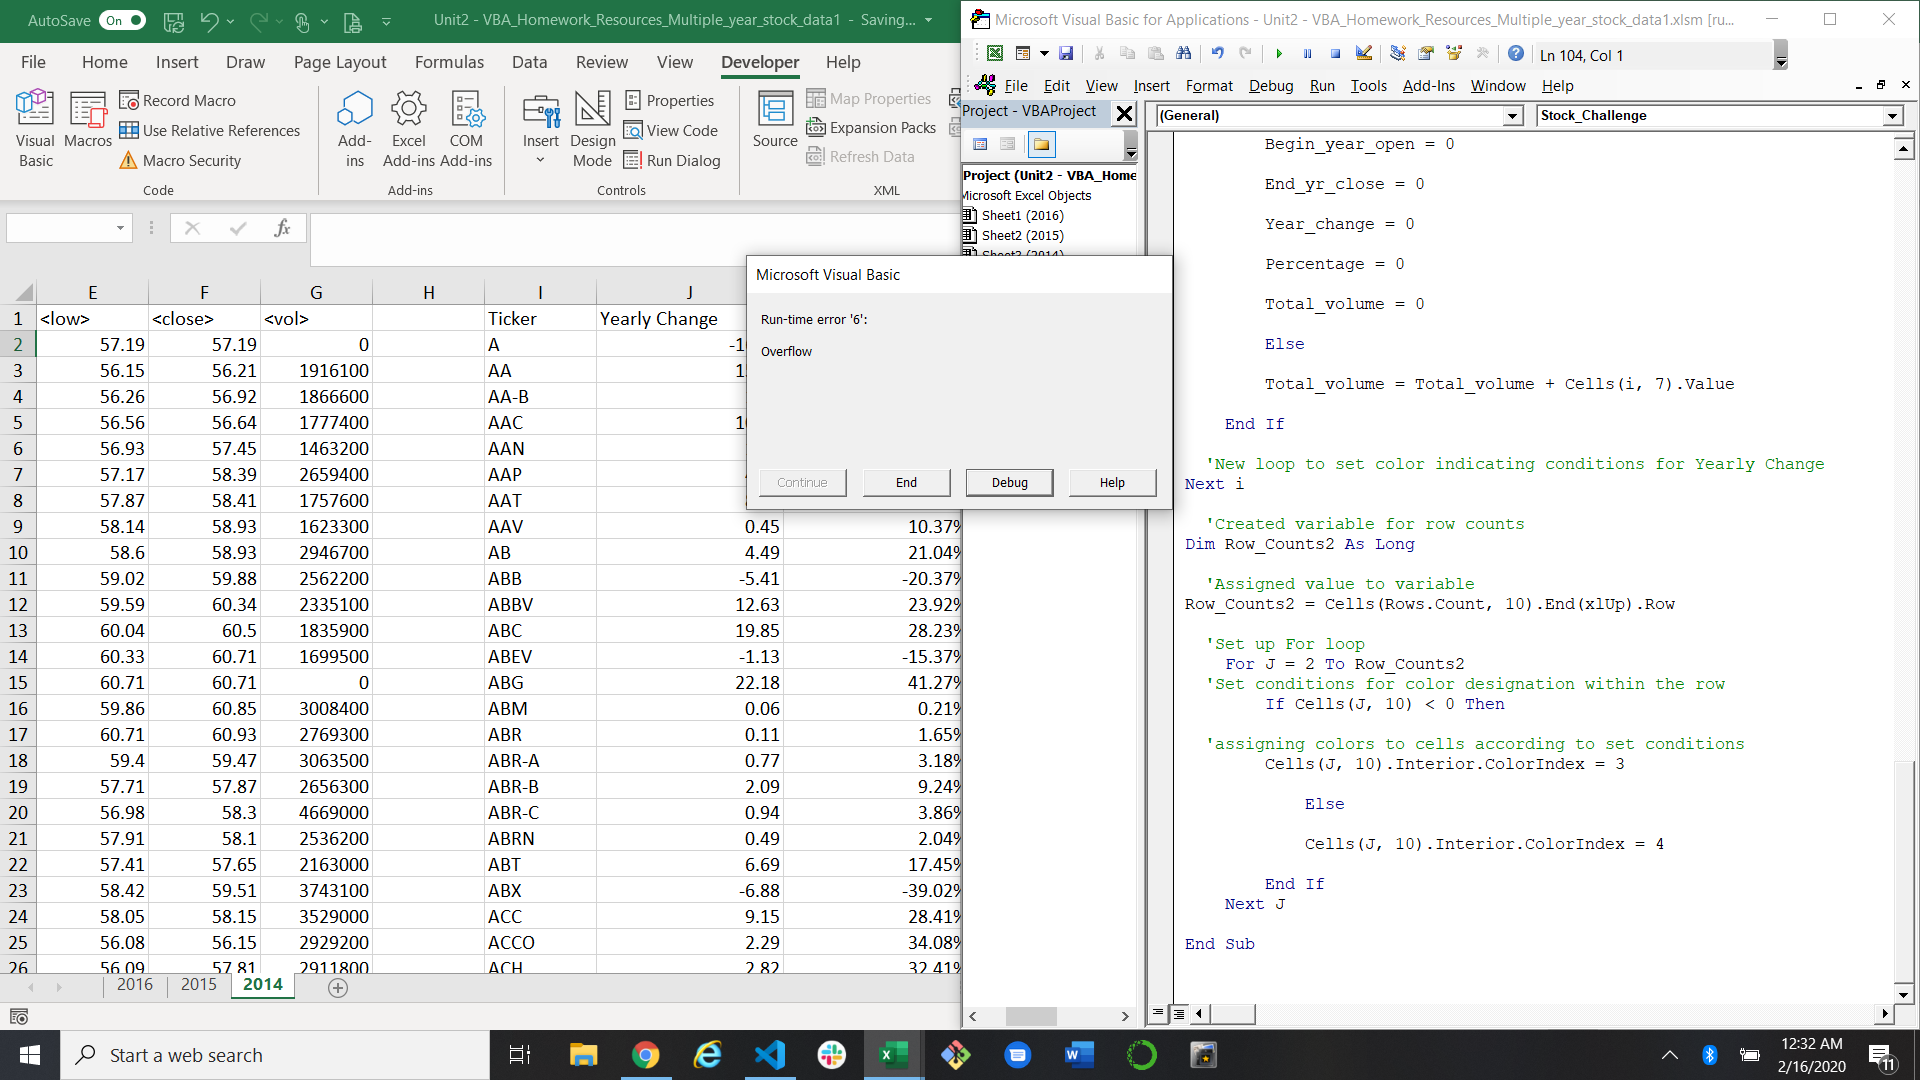 AutoSave On Unit2 - VBA_Homework_Resources_Multiple_year_stock_data1 - Saving...
File Home Insert Draw Page Layout Formulas Data Review View Developer Help
Visual Basic
Macros
Record Macro
Use Relative References
Macro Security
Code
Add-ins
Excel Add-ins
COM Add-ins
Add-ins
Insert
Design Mode
Properties
View Code
Run Dialog
Controls
Source
Map Properties
Expansion Packs
Refresh Data
XML
fx
E F G H I J
1 <low> <close> <vol> Ticker Yearly Change
2 57.19 57.19 0 A
3 56.15 56.21 1916100 AA
4 56.26 56.92 1866600 AA-B
5 56.56 56.64 1777400 AAC
6 56.93 57.45 1463200 AAN
7 57.17 58.39 2659400 AAP
8 57.87 58.41 1757600 AAT
9 58.14 58.93 1623300 AAV 0.45 10.37%
10 58.6 58.93 2946700 AB 4.49 21.04%
11 59.02 59.88 2562200 ABB -5.41 -20.37%
12 59.59 60.34 2335100 ABBV 12.63 23.92%
13 60.04 60.5 1835900 ABC 19.85 28.23%
14 60.33 60.71 1699500 ABEV -1.13 -15.37%
15 60.71 60.71 0 ABG 22.18 41.27%
16 59.86 60.85 3008400 ABM 0.06 0.21%
17 60.71 60.93 2769300 ABR 0.11 1.65%
18 59.4 59.47 3063500 ABR-A 0.77 3.18%
19 57.71 57.87 2656300 ABR-B 2.09 9.24%
20 56.98 58.3 4669000 ABR-C 0.94 3.86%
21 57.91 58.1 2536200 ABRN 0.49 2.04%
22 57.41 57.65 2163000 ABT 6.69 17.45%
23 58.42 59.51 3743100 ABX -6.88 -39.02%
24 58.05 58.15 3529000 ACC 9.15 28.41%
25 56.08 56.15 2929200 ACCO 2.29 34.08%
26 56.09 57.81 2911800 ACH 2.82 32.41%
2016 2015 2014
Microsoft Visual Basic for Applications - Unit2 - VBA_Homework_Resources_Multiple_year_stock_data1.xlsm [ru...
Ln 104, Col 1
File Edit View Insert Format Debug Run Tools Add-Ins Window Help
Project - VBAProject
Project (Unit2 - VBA_Home
Microsoft Excel Objects
Sheet1 (2016)
Sheet2 (2015)
Sheet3 (2014)
(General) Stock_Challenge
Begin_year_open = 0
End_yr_close = 0
Year_change = 0
Percentage = 0
Total_volume = 0
Else
Total_volume = Total_volume + Cells(i, 7).Value
End If
'New loop to set color indicating conditions for Yearly Change
Next i
'Created variable for row counts
Dim Row_Counts2 As Long
'Assigned value to variable
Row_Counts2 = Cells(Rows.Count, 10).End(xlUp).Row
'Set up For loop
For J = 2 To Row_Counts2
'Set conditions for color designation within the row
If Cells(J, 10) < 0 Then
'assigning colors to cells according to set conditions
Cells(J, 10).Interior.ColorIndex = 3
Else
Cells(J, 10).Interior.ColorIndex = 4
End If
Next J
End Sub
Microsoft Visual Basic
Run-time error '6':
Overflow
Continue End Debug Help
Start a web search
12:32 AM
2/16/2020
11